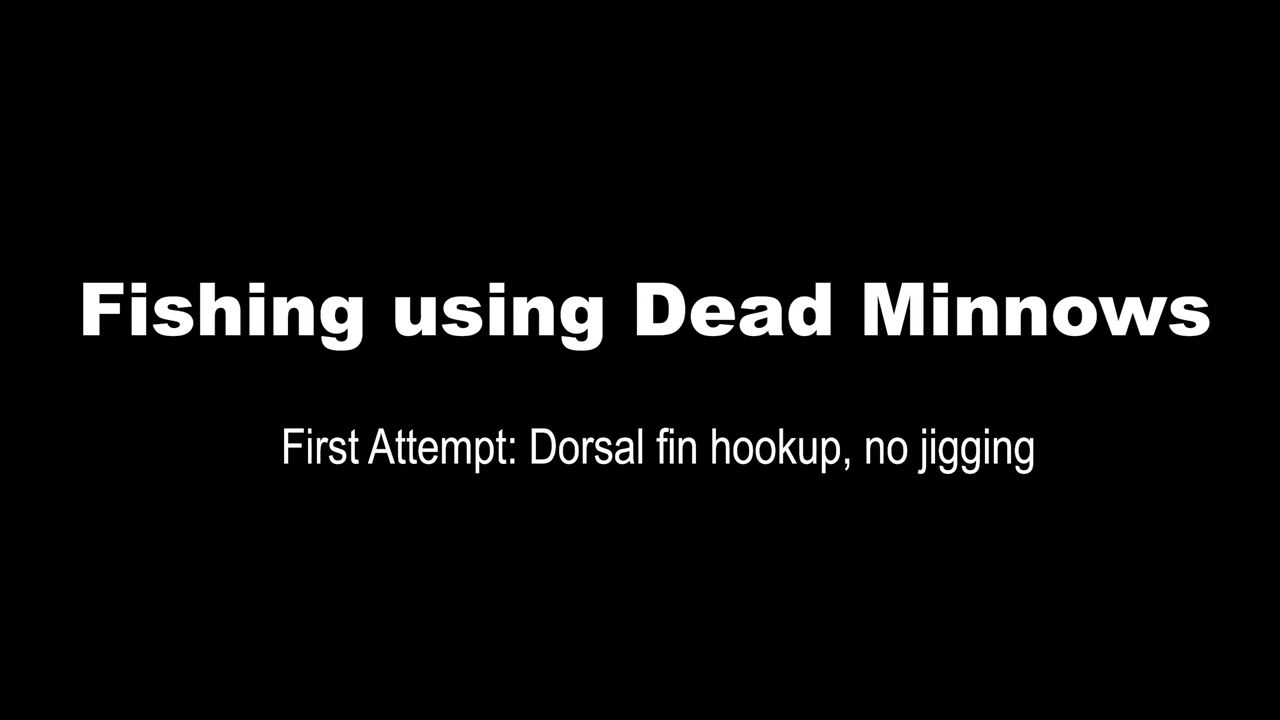 Fishing using Dead Minnows
First Attempt: Dorsal fin hookup, no jigging